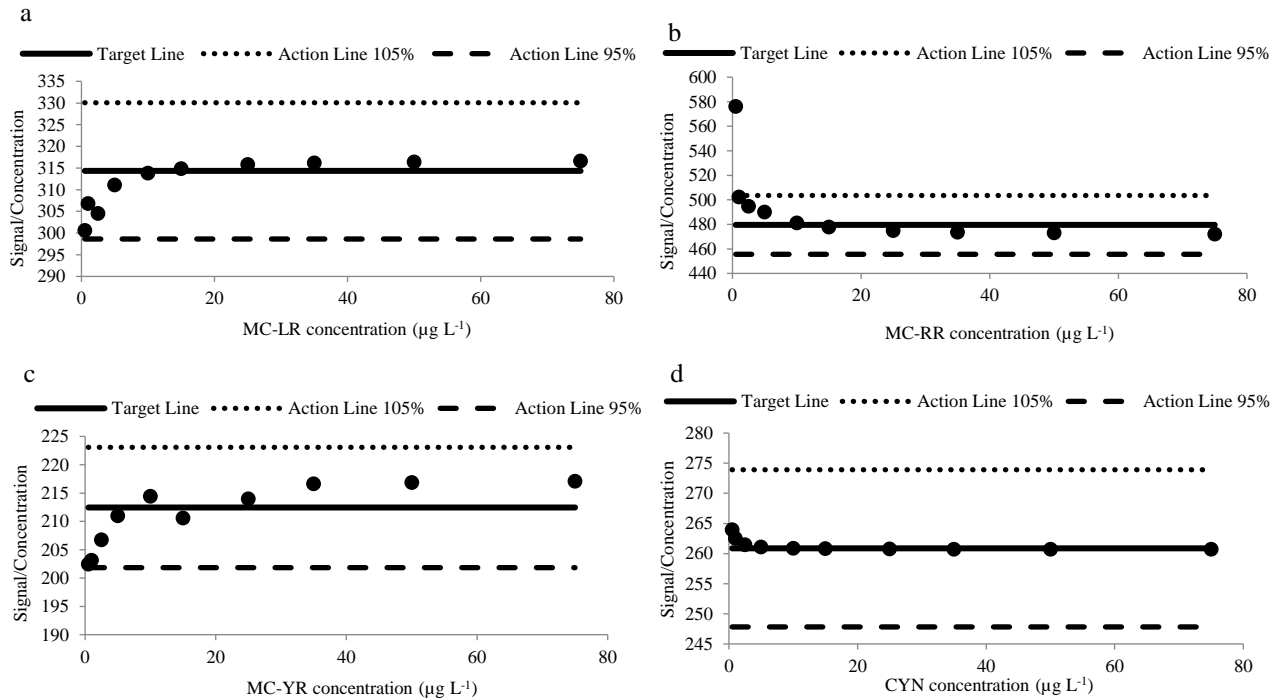 a
Target Line Action Line 105% Action Line 95%
335
330
325
320
315
310
305
300
295
290
0 20 40 60 80
Signal/Concentration
MC-LR concentration (µg L⁻¹)
b
Target Line Action Line 105% Action Line 95%
600
580
560
540
520
500
480
460
440
0 20 40 60 80
Signal/Concentration
MC-RR concentration (µg L⁻¹)
c
Target Line Action Line 105% Action Line 95%
225
220
215
210
205
200
195
190
0 20 40 60 80
Signal/Concentration
MC-YR concentration (µg L⁻¹)
d
Target Line Action Line 105% Action Line 95%
280
275
270
265
260
255
250
245
0 20 40 60 80
Signal/Concentration
CYN concentration (µg L⁻¹)